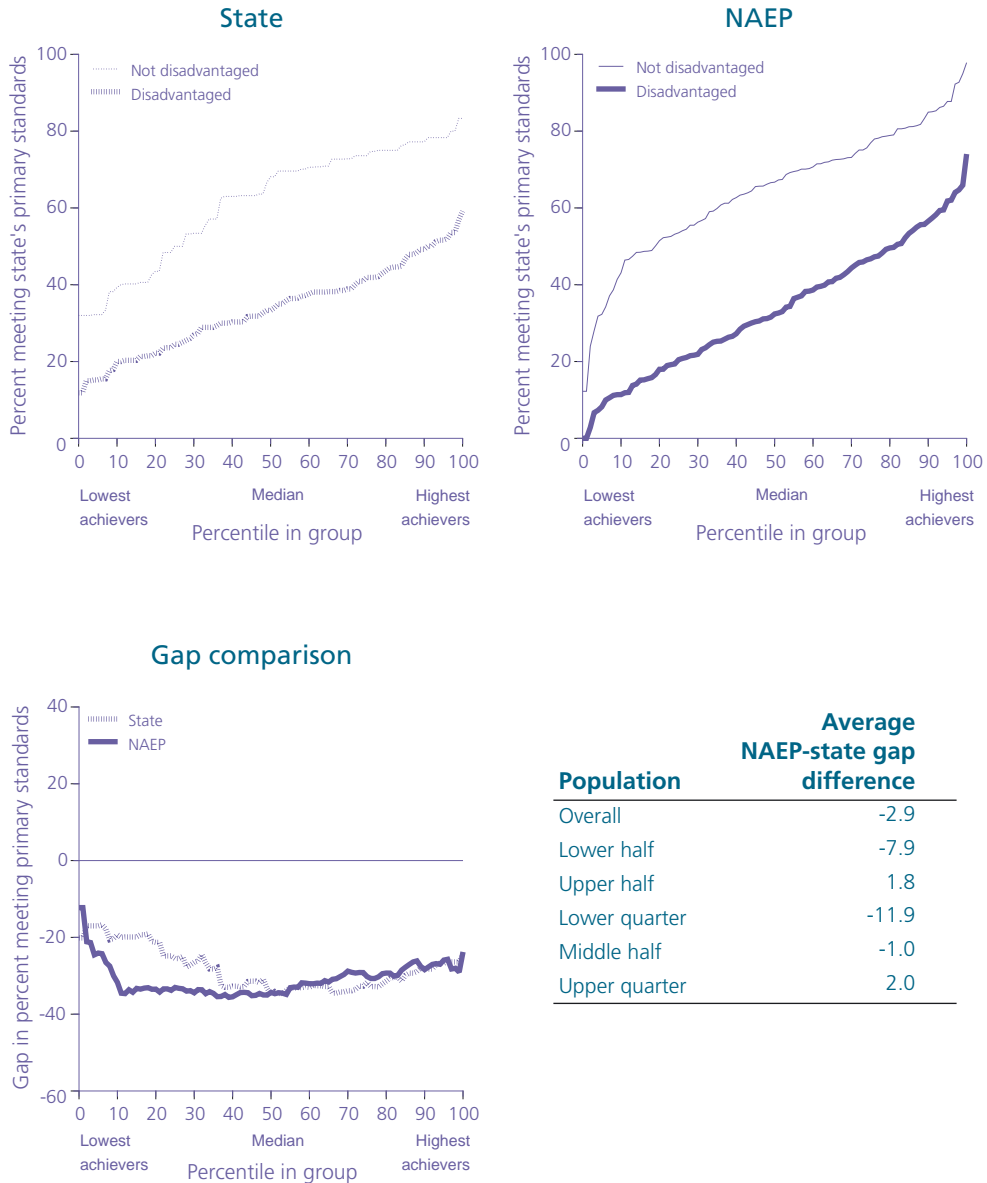 State
Percent meeting state's primary standards
100
80
60
40
20
0
Not disadvantaged
Disadvantaged
0 10 20 30 40 50 60 70 80 90 100
Lowest achievers
Median
Highest achievers
Percentile in group
NAEP
Percent meeting state's primary standards
100
80
60
40
20
0
Not disadvantaged
Disadvantaged
0 10 20 30 40 50 60 70 80 90 100
Lowest achievers
Median
Highest achievers
Percentile in group
Gap comparison
Gap in percent meeting primary standards
40
20
0
-20
-40
-60
State
NAEP
0 10 20 30 40 50 60 70 80 90 100
Lowest achievers
Median
Highest achievers
Percentile in group
Average
NAEP-state gap
Population difference
Overall -2.9
Lower half -7.9
Upper half 1.8
Lower quarter -11.9
Middle half -1.0
Upper quarter 2.0